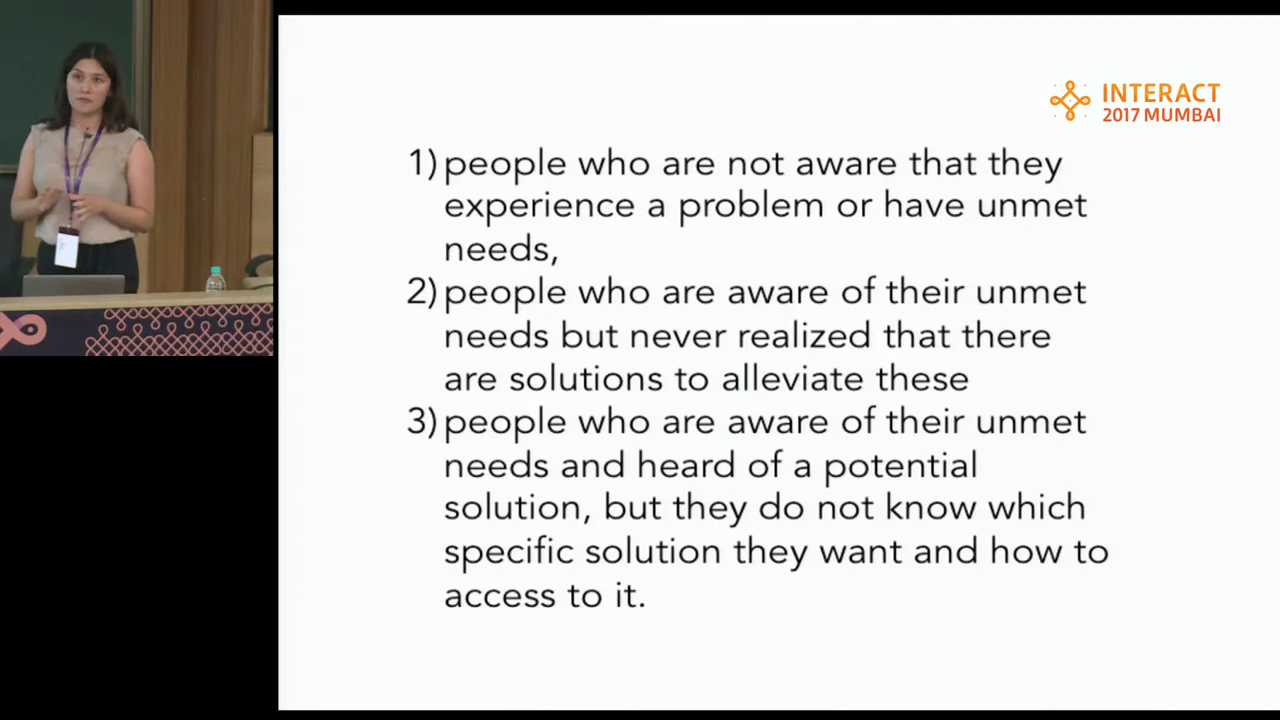 INTERACT
2017 MUMBAI
1) people who are not aware that they
experience a problem or have unmet
needs,
2) people who are aware of their unmet
needs but never realized that there
are solutions to alleviate these
3) people who are aware of their unmet
needs and heard of a potential
solution, but they do not know which
specific solution they want and how to
access to it.